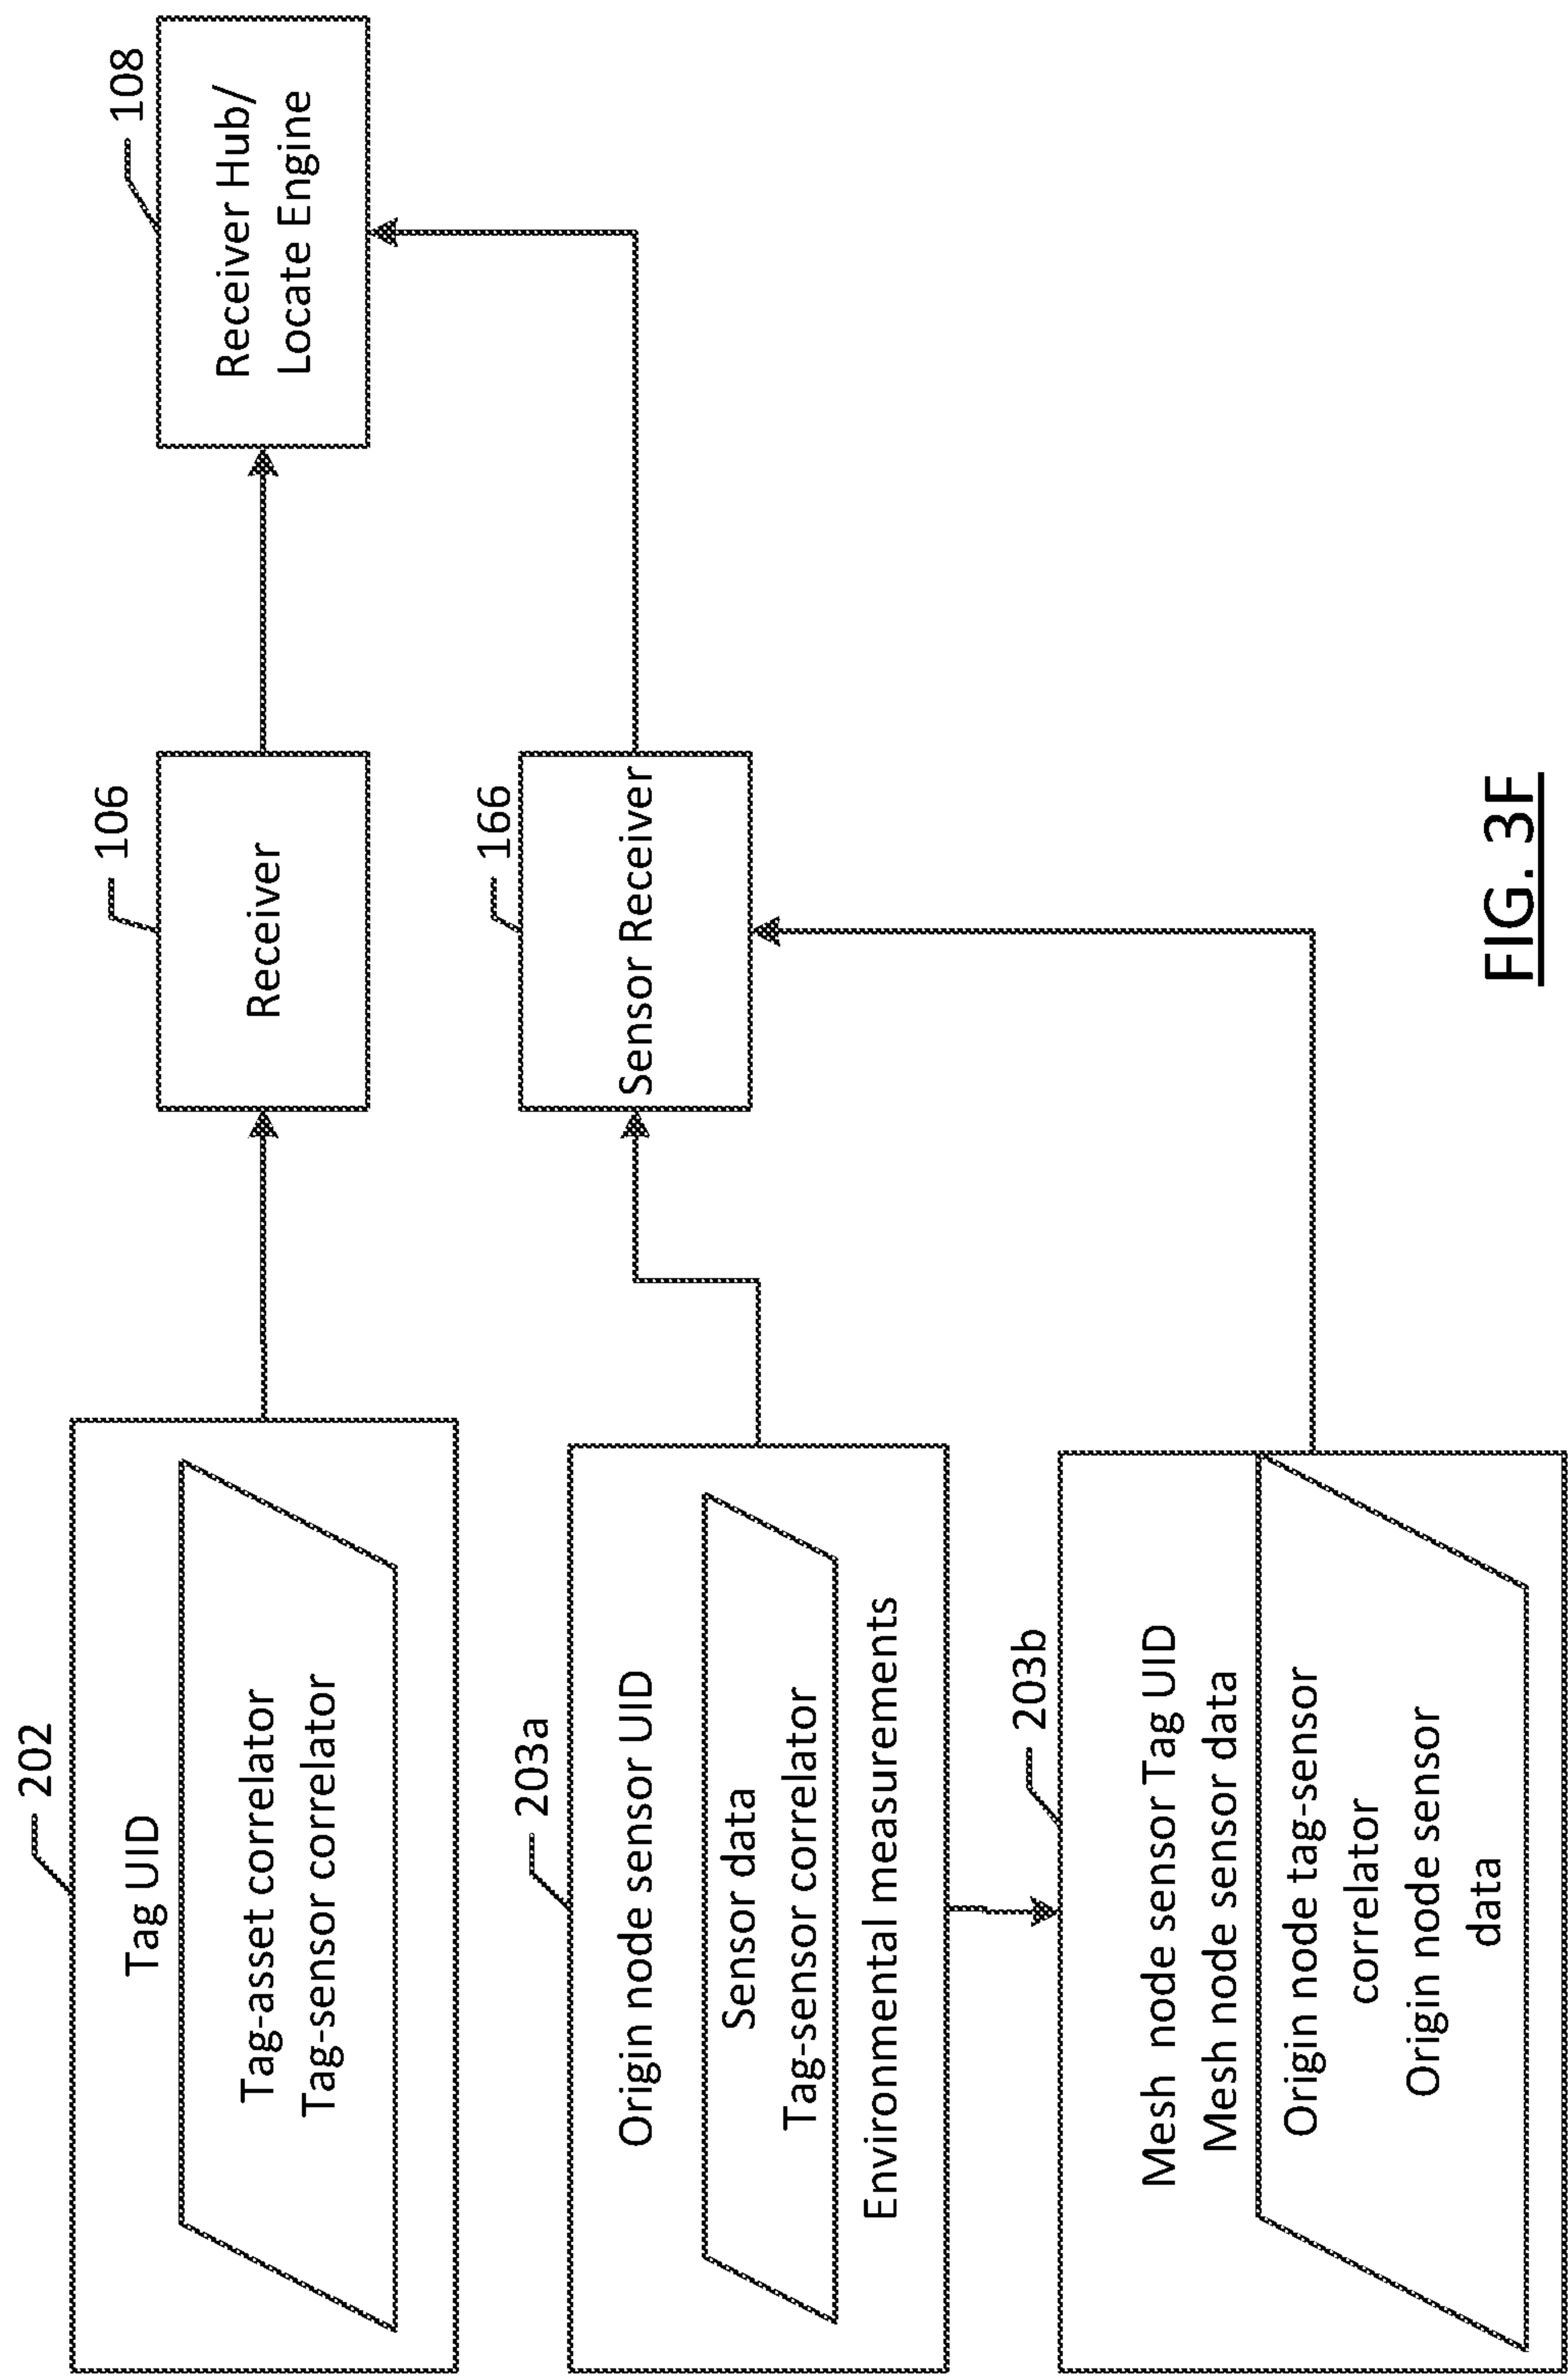 202
Tag UID
Tag-asset correlator
Tag-sensor correlator
106
Receiver
108
Receiver Hub/
Locate Engine
203a
Origin node sensor UID
Sensor data
Tag-sensor correlator
Environmental measurements
166
Sensor Receiver
203b
Mesh node sensor Tag UID
Mesh node sensor data
Origin node tag-sensor
correlator
Origin node sensor
data
FIG. 3F